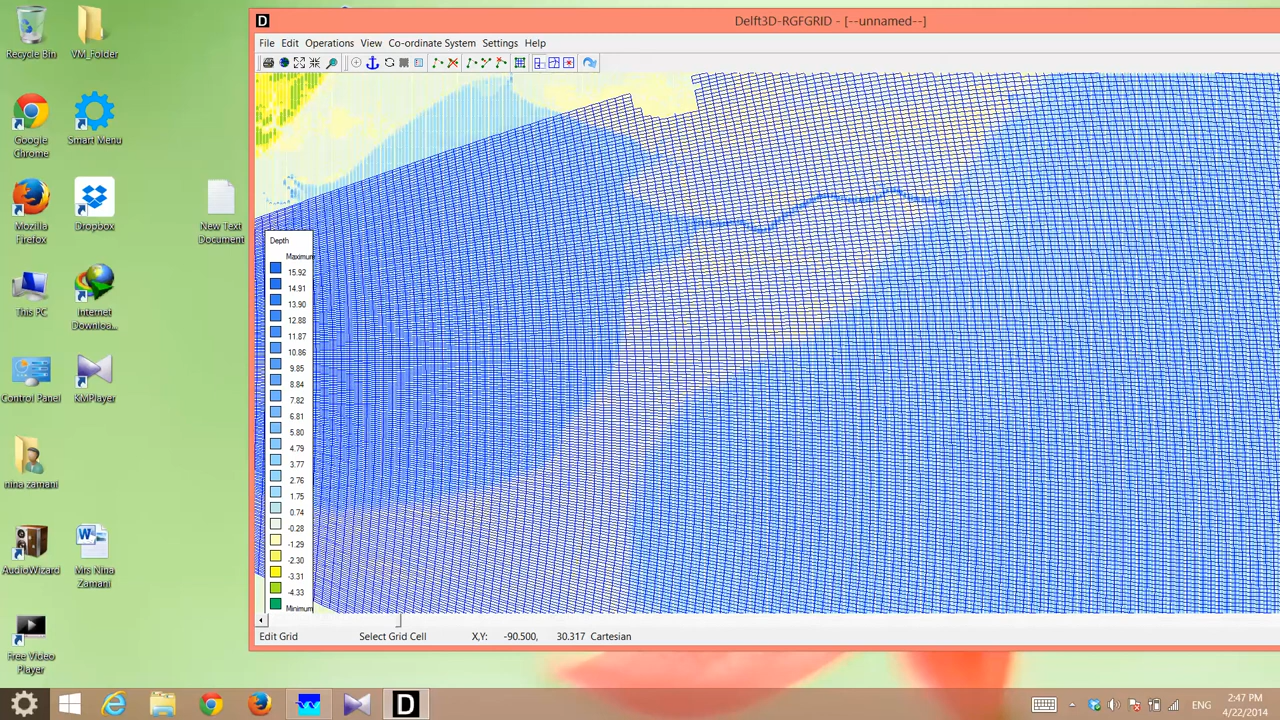 D
Delft3D-RGFGRID - [--unnamed--]
File Edit Operations View Co-ordinate System Settings Help
Recycle Bin
VM_Folder
Google Chrome
Smart Menu
Mozilla Firefox
Dropbox
New Text Document
This PC
Internet Downloa...
Control Panel
KMPlayer
nina zamani
AudioWizard
W
Mrs Nina Zamani
Free Video Player
Depth
Maximum
15.92
14.91
13.90
12.88
11.87
10.86
9.85
8.84
7.82
6.81
5.80
4.79
3.77
2.76
1.75
0.74
-0.28
-1.29
-2.30
-3.31
-4.33
Minimum
Edit Grid Select Grid Cell X,Y: -90.500, 30.317 Cartesian
D
ENG
2:47 PM
4/22/2014